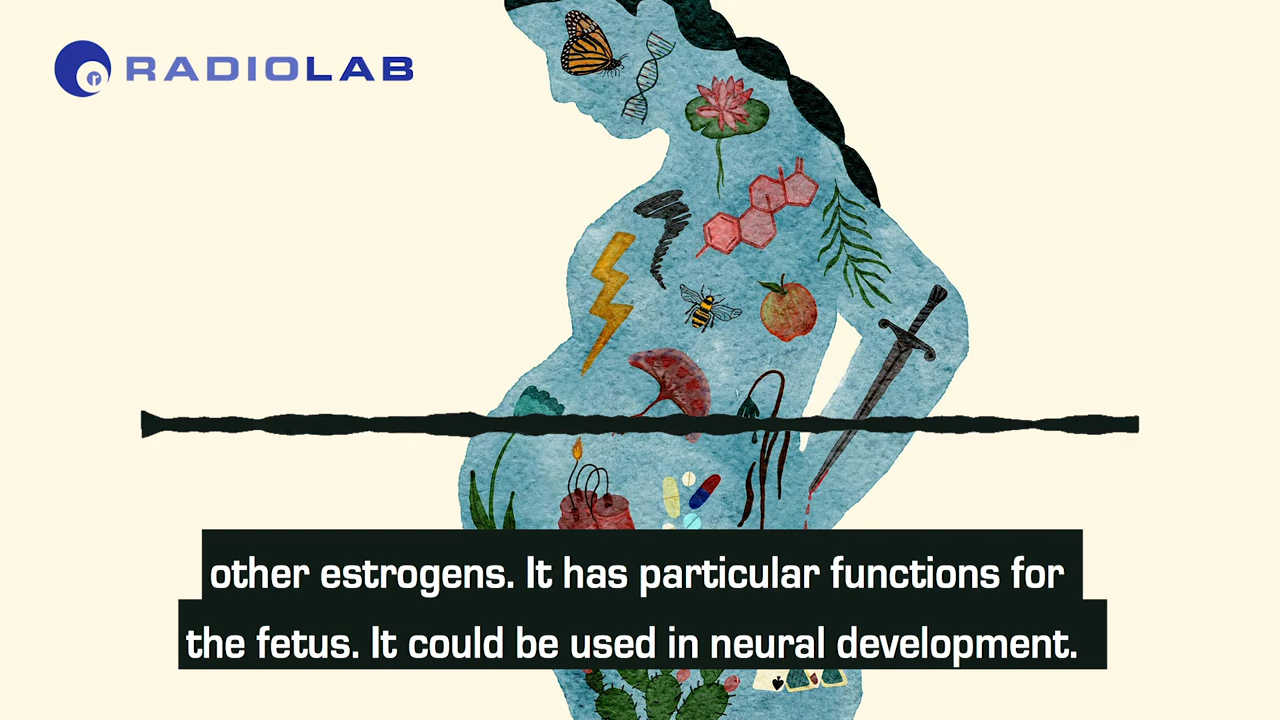 RADIOLAB
other estrogens. It has particular functions for
the fetus. It could be used in neural development.